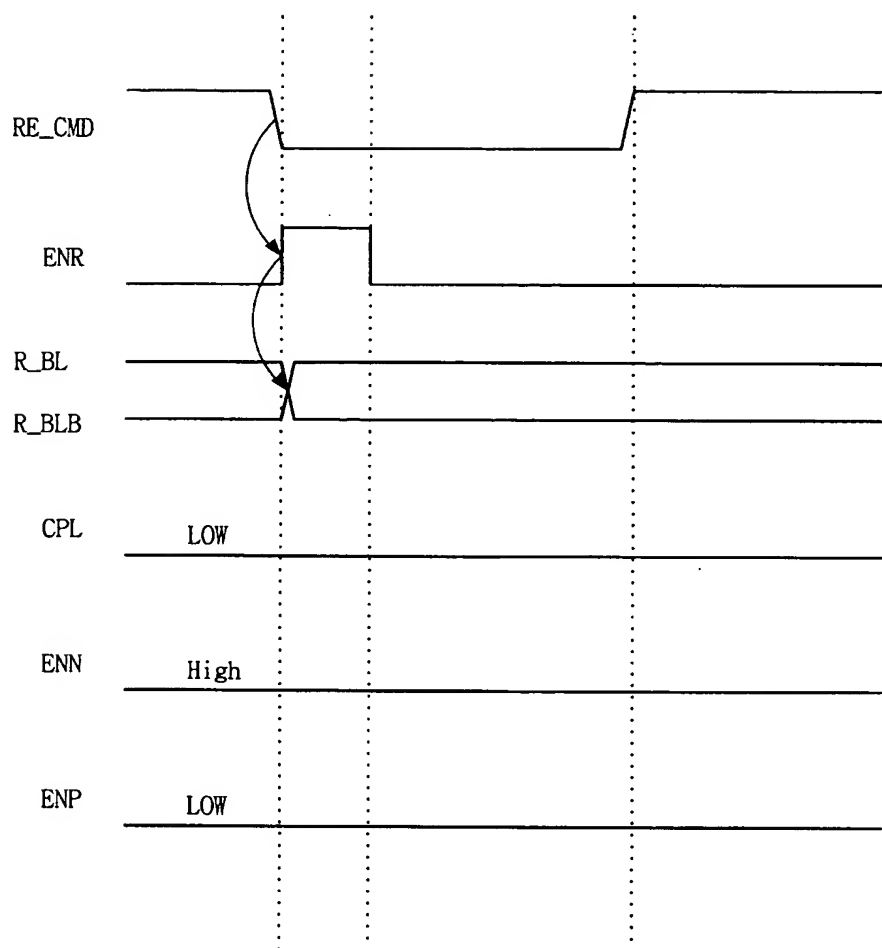 RE_CMD
ENR
R_BL
R_BLB
CPL LOW
ENN High
ENP LOW